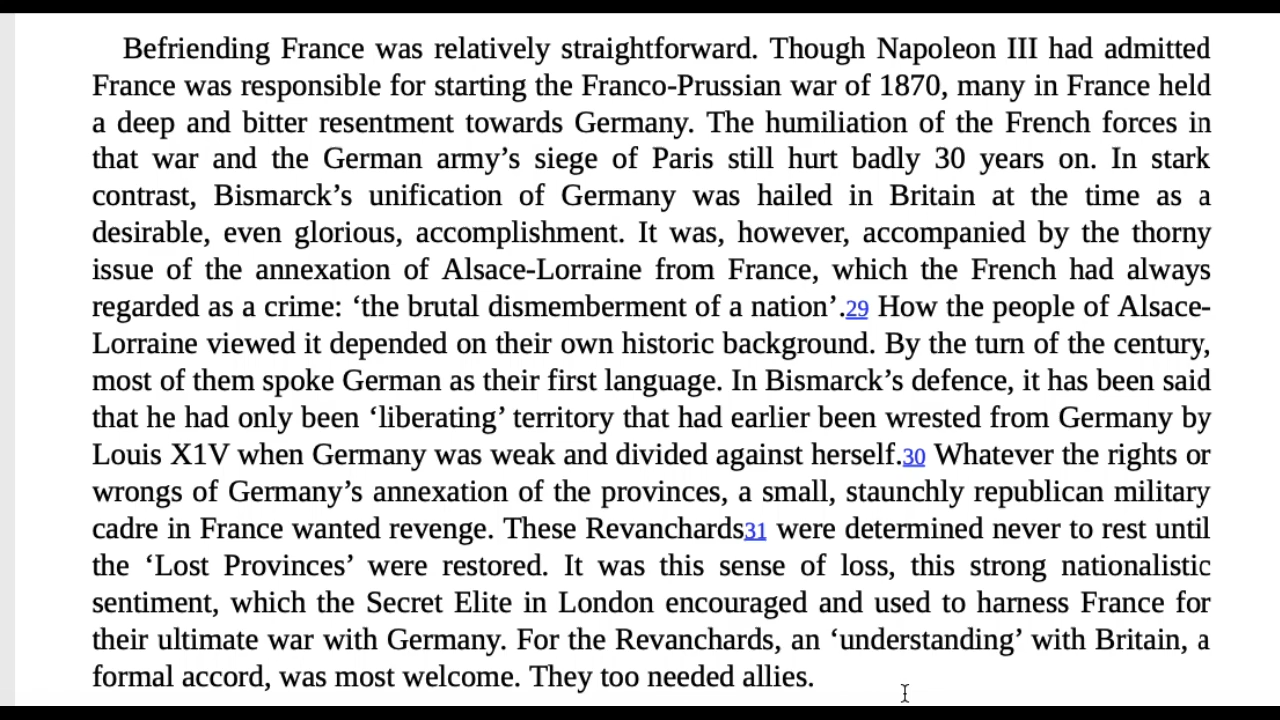 Befriending France was relatively straightforward. Though Napoleon III had admitted
France was responsible for starting the Franco-Prussian war of 1870, many in France held
a deep and bitter resentment towards Germany. The humiliation of the French forces in
that war and the German army’s siege of Paris still hurt badly 30 years on. In stark
contrast, Bismarck’s unification of Germany was hailed in Britain at the time as a
desirable, even glorious, accomplishment. It was, however, accompanied by the thorny
issue of the annexation of Alsace-Lorraine from France, which the French had always
regarded as a crime: ‘the brutal dismemberment of a nation’.29 How the people of Alsace-
Lorraine viewed it depended on their own historic background. By the turn of the century,
most of them spoke German as their first language. In Bismarck’s defence, it has been said
that he had only been ‘liberating’ territory that had earlier been wrested from Germany by
Louis X1V when Germany was weak and divided against herself.30 Whatever the rights or
wrongs of Germany’s annexation of the provinces, a small, staunchly republican military
cadre in France wanted revenge. These Revanchards31 were determined never to rest until
the ‘Lost Provinces’ were restored. It was this sense of loss, this strong nationalistic
sentiment, which the Secret Elite in London encouraged and used to harness France for
their ultimate war with Germany. For the Revanchards, an ‘understanding’ with Britain, a
formal accord, was most welcome. They too needed allies.